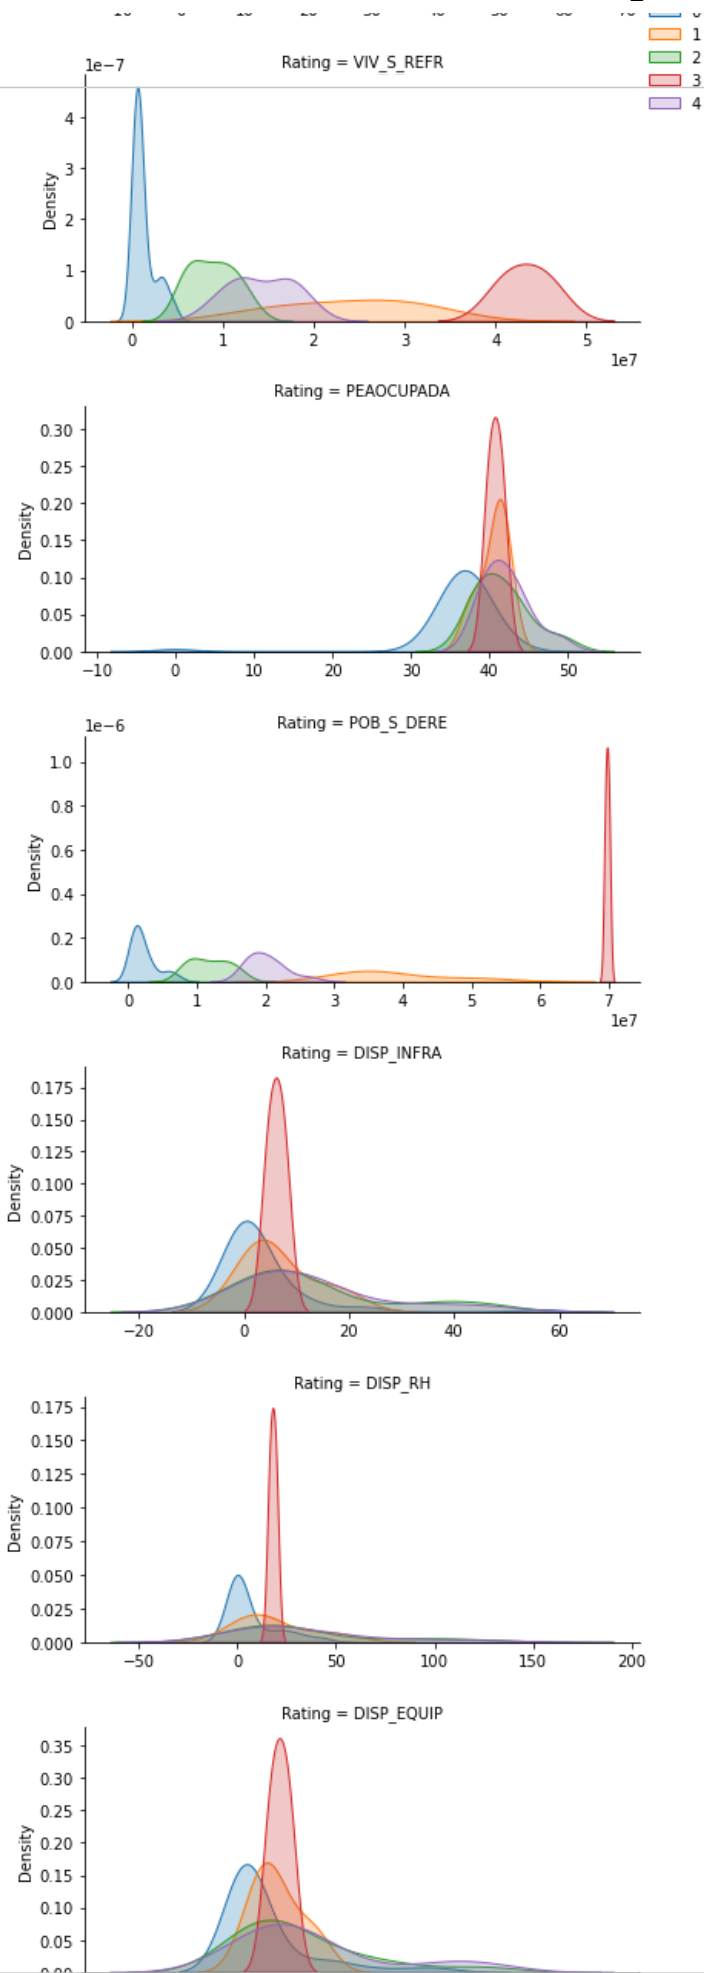 1
2
3
4
Rating = VIV_S_REFR
1e−7
Density
4
3
2
1
0
0 1 2 3 4 5
1e7
Rating = PEAOCUPADA
Density
0.30
0.25
0.20
0.15
0.10
0.05
0.00
−10 0 10 20 30 40 50
Rating = POB_S_DERE
1e−6
Density
1.0
0.8
0.6
0.4
0.2
0.0
0 1 2 3 4 5 6 7
1e7
Rating = DISP_INFRA
Density
0.175
0.150
0.125
0.100
0.075
0.050
0.025
0.000
−20 0 20 40 60
Rating = DISP_RH
Density
0.175
0.150
0.125
0.100
0.075
0.050
0.025
0.000
−50 0 50 100 150 200
Rating = DISP_EQUIP
Density
0.35
0.30
0.25
0.20
0.15
0.10
0.05